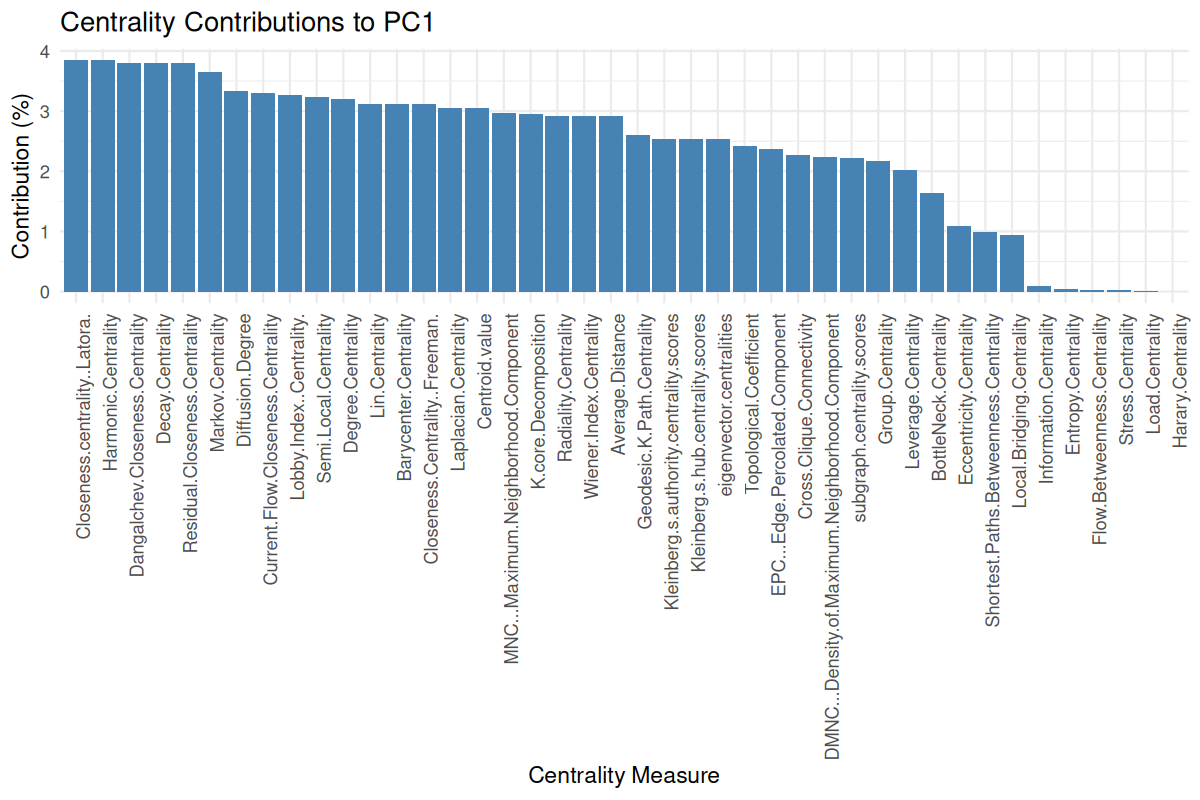 Centrality Contributions to PC1
Contribution (%)
4
3
2
1
0
Closeness.centrality..Latora.
Harmonic.Centrality
Dangalchev.Closeness.Centrality
Decay.Centrality
Residual.Closeness.Centrality
Markov.Centrality
Diffusion.Degree
Current.Flow.Closeness.Centrality
Lobby.Index..Centrality.
Semi.Local.Centrality
Degree.Centrality
Lin.Centrality
Barycenter.Centrality
Closeness.Centrality..Freeman.
Laplacian.Centrality
Centroid.value
MNC...Maximum.Neighborhood.Component
K.core.Decomposition
Radiality.Centrality
Wiener.Index.Centrality
Average.Distance
Geodesic.K.Path.Centrality
Kleinberg.s.authority.centrality.scores
Kleinberg.s.hub.centrality.scores
eigenvector.centralities
Topological.Coefficient
EPC...Edge.Percolated.Component
Cross.Clique.Connectivity
DMNC...Density.of.Maximum.Neighborhood.Component
subgraph.centrality.scores
Group.Centrality
Leverage.Centrality
BottleNeck.Centrality
Eccentricity.Centrality
Shortest.Paths.Betweenness.Centrality
Local.Bridging.Centrality
Information.Centrality
Entropy.Centrality
Flow.Betweenness.Centrality
Stress.Centrality
Load.Centrality
Harary.Centrality
Centrality Measure